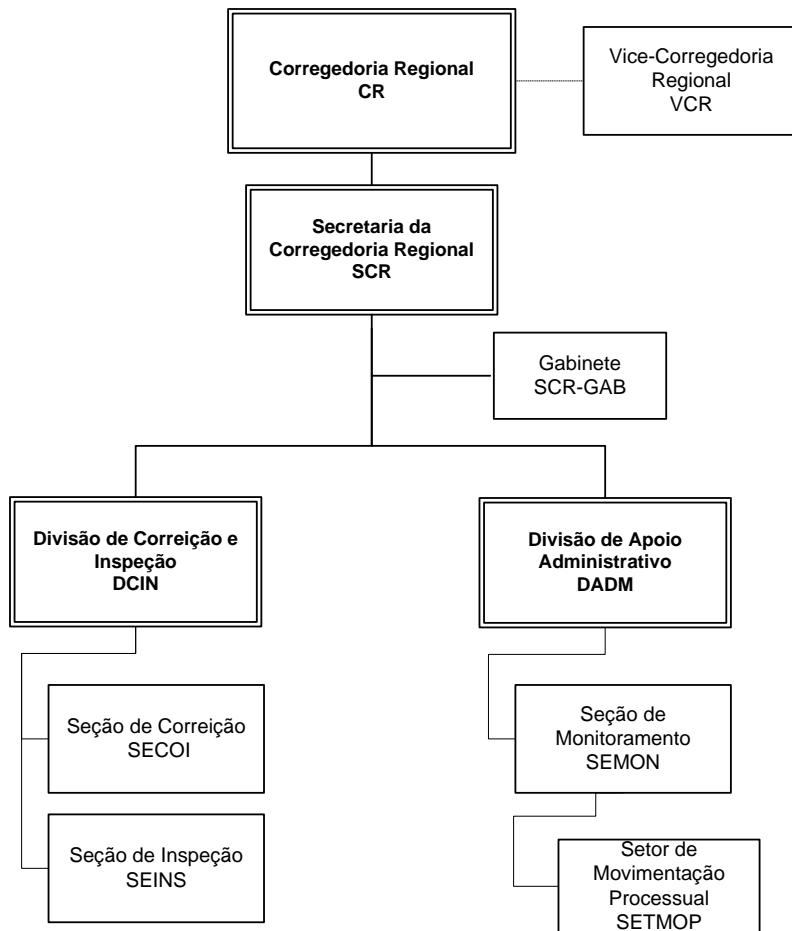 Corregedoria Regional
CR
Vice-Corregedoria
Regional
VCR
Secretaria da
Corregedoria Regional
SCR
Gabinete
SCR-GAB
Divisão de Correição e
Inspeção
DCIN
Divisão de Apoio
Administrativo
DADM
Seção de Correição
SECOI
Seção de
Monitoramento
SEMON
Seção de Inspeção
SEINS
Setor de
Movimentação
Processual
SETMOP